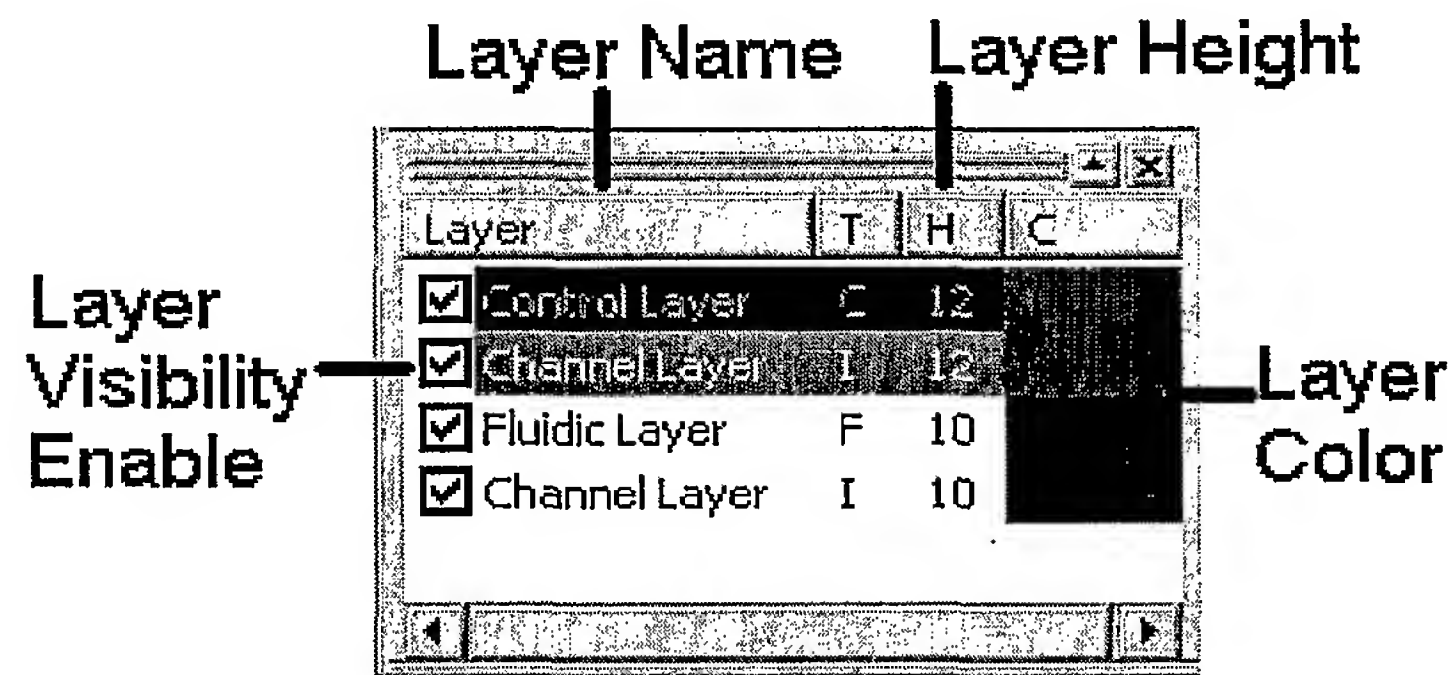 Layer Name Layer Height
Layer T H C
Control Layer C 12
Channel Layer I 12
Fluidic Layer F 10
Channel Layer I 10
Layer
Visibility
Enable
Layer
Color